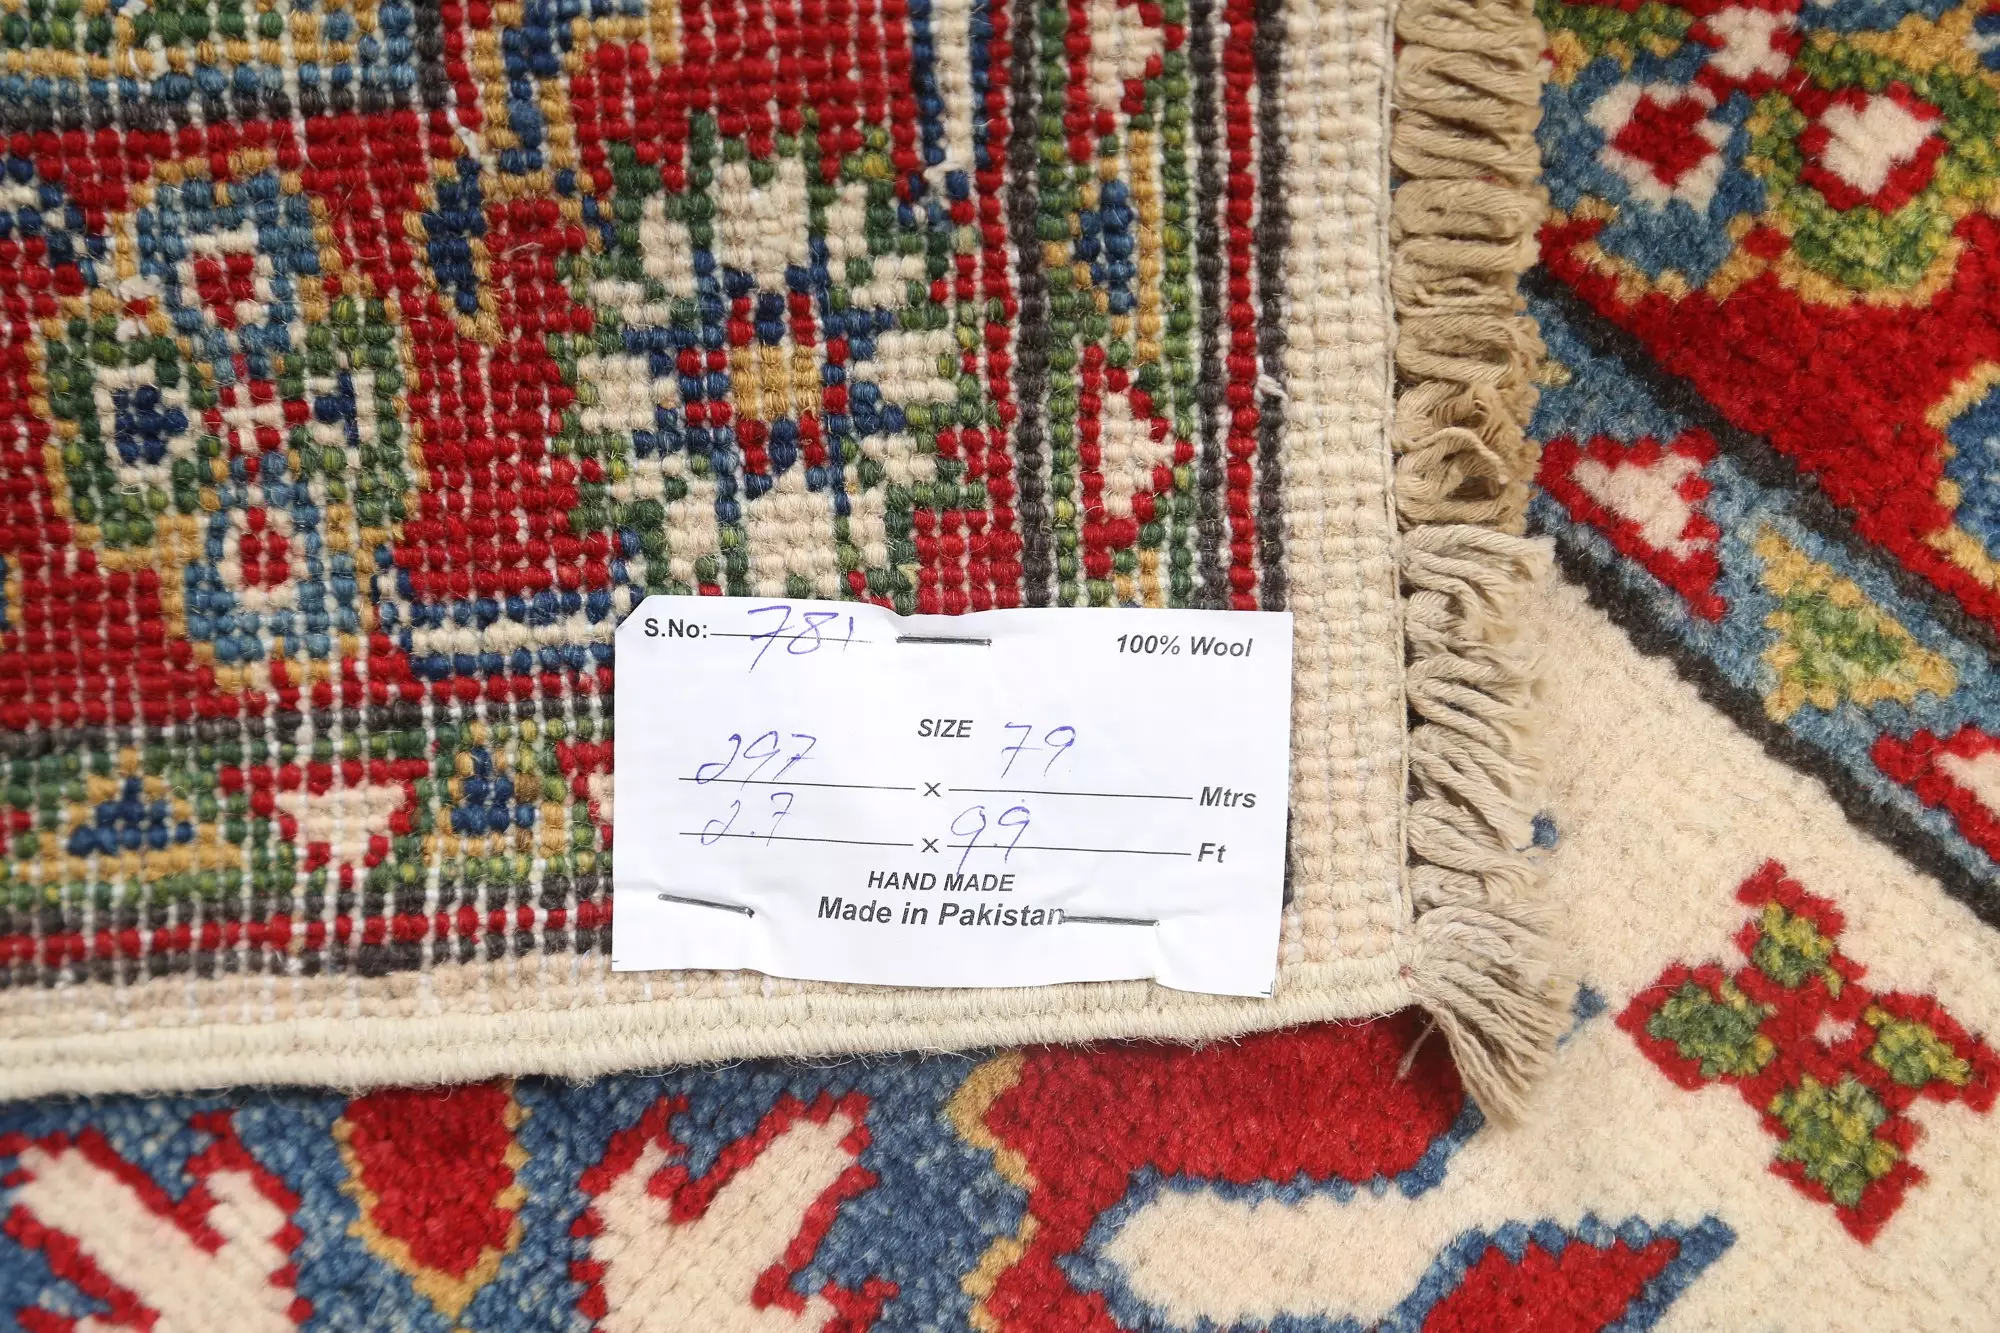 S.No: 781 100% Wool
SIZE
297 x 79 Mtrs
2.7 x 9.9 Ft
HAND MADE
Made in Pakistan